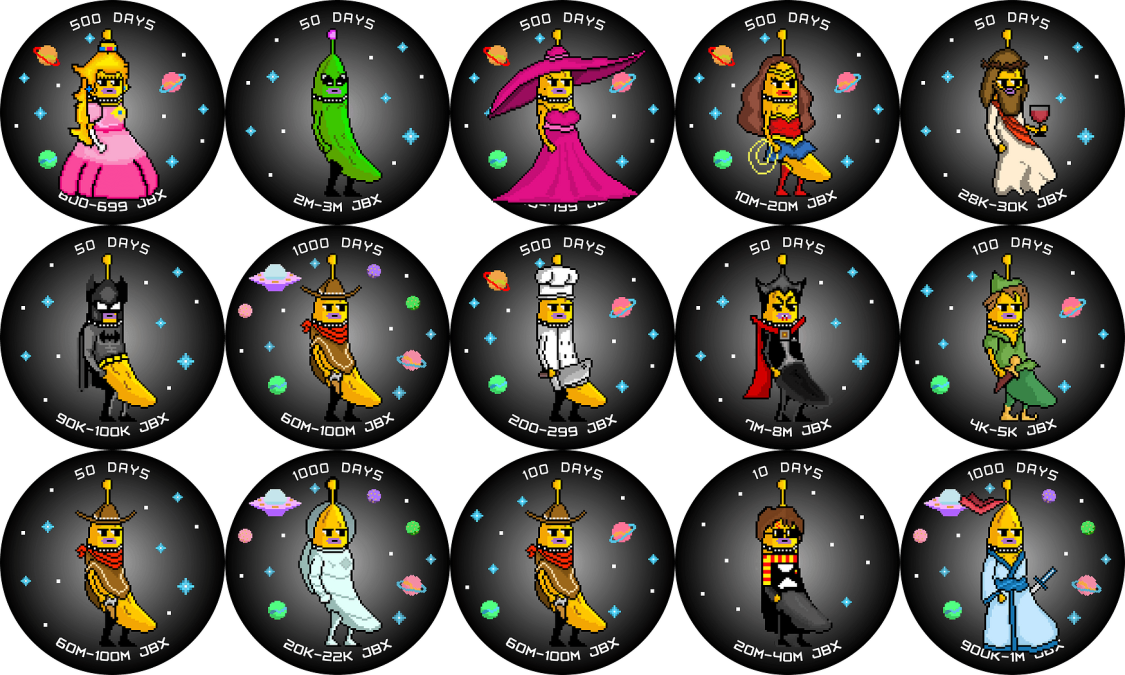 500 DAYS
600-699 JBX
50 DAYS
2M-3M JBX
500 DAYS
500 DAYS
10M-20M JBX
50 DAYS
28K-30K JBX
50 DAYS
90K-100K JBX
1000 DAYS
60M-100M JBX
500 DAYS
200-299 JBX
50 DAYS
7M-8M JBX
100 DAYS
4K-5K JBX
50 DAYS
60M-100M JBX
1000 DAYS
20K-22K JBX
100 DAYS
60M-100M JBX
10 DAYS
20M-40M JBX
1000 DAYS
900K-1M JBX